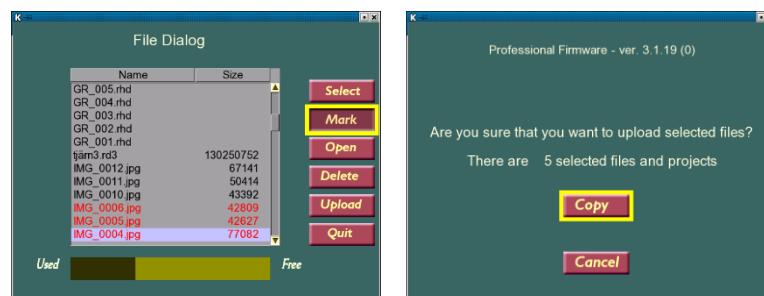 K
File Dialog
Name Size
GR_005.rhd
GR_004.rhd
GR_003.rhd
GR_002.rhd
GR_001.rhd
tjärn3.rd3 130250752
IMG_0012.jpg 67141
IMG_0011.jpg 50414
IMG_0010.jpg 43392
IMG_0006.jpg 42809
IMG_0005.jpg 42627
IMG_0004.jpg 77082
Select
Mark
Open
Delete
Upload
Quit
Used Free
K
Professional Firmware - ver. 3.1.19 (0)
Are you sure that you want to upload selected files?
There are 5 selected files and projects
Copy
Cancel